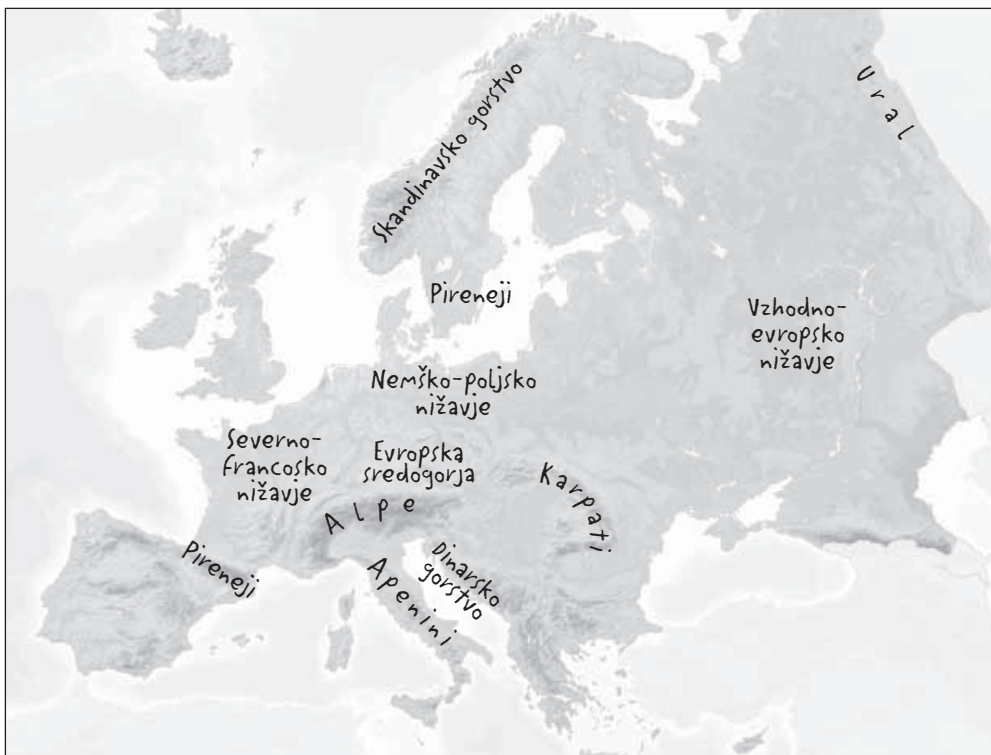 Ural
Skandinavsko gorstvo
Pireneji
Vzhodno-
evropsko
nižavje
Nemško-poljsko
nižavje
Severno-
francosko
nižavje
Evropska
sredogorja
Karpati
Alpe
Pireneji
Apenini
Dinarsko
gorstvo